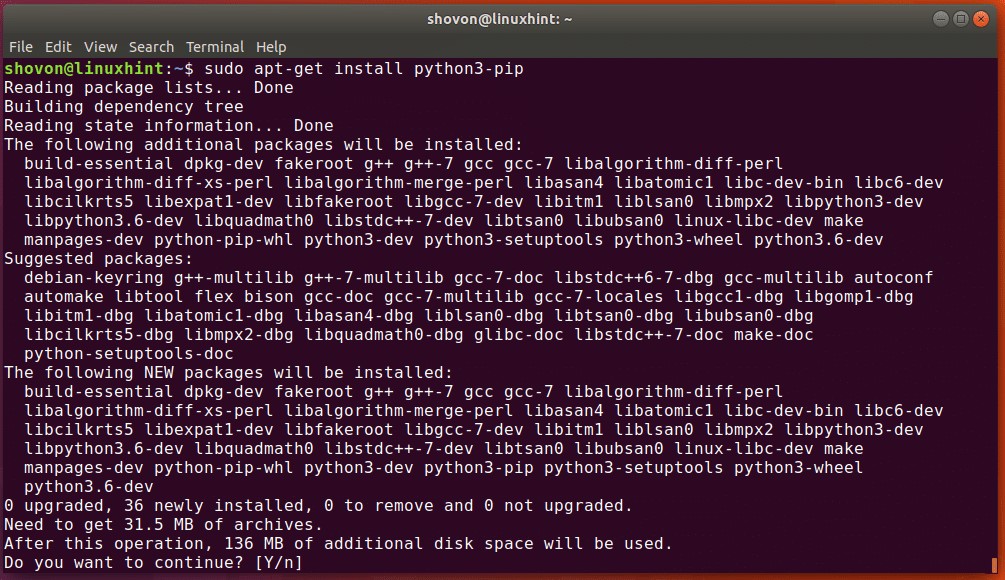 shovon@linuxhint: ~
File Edit View Search Terminal Help
shovon@linuxhint:~$ sudo apt-get install python3-pip
Reading package lists... Done
Building dependency tree
Reading state information... Done
The following additional packages will be installed:
  build-essential dpkg-dev fakeroot g++ g++-7 gcc gcc-7 libalgorithm-diff-perl
  libalgorithm-diff-xs-perl libalgorithm-merge-perl libasan4 libatomic1 libc-dev-bin libc6-dev
  libcilkrts5 libexpat1-dev libfakeroot libgcc-7-dev libitm1 liblsan0 libmpx2 libpython3-dev
  libpython3.6-dev libquadmath0 libstdc++-7-dev libtsan0 libubsan0 linux-libc-dev make
  manpages-dev python-pip-whl python3-dev python3-setuptools python3-wheel python3.6-dev
Suggested packages:
  debian-keyring g++-multilib g++-7-multilib gcc-7-doc libstdc++6-7-dbg gcc-multilib autoconf
  automake libtool flex bison gcc-doc gcc-7-multilib gcc-7-locales libgcc1-dbg libgomp1-dbg
  libitm1-dbg libatomic1-dbg libasan4-dbg liblsan0-dbg libtsan0-dbg libubsan0-dbg
  libcilkrts5-dbg libmpx2-dbg libquadmath0-dbg glibc-doc libstdc++-7-doc make-doc
  python-setuptools-doc
The following NEW packages will be installed:
  build-essential dpkg-dev fakeroot g++ g++-7 gcc gcc-7 libalgorithm-diff-perl
  libalgorithm-diff-xs-perl libalgorithm-merge-perl libasan4 libatomic1 libc-dev-bin libc6-dev
  libcilkrts5 libexpat1-dev libfakeroot libgcc-7-dev libitm1 liblsan0 libmpx2 libpython3-dev
  libpython3.6-dev libquadmath0 libstdc++-7-dev libtsan0 libubsan0 linux-libc-dev make
  manpages-dev python-pip-whl python3-dev python3-pip python3-setuptools python3-wheel
  python3.6-dev
0 upgraded, 36 newly installed, 0 to remove and 0 not upgraded.
Need to get 31.5 MB of archives.
After this operation, 136 MB of additional disk space will be used.
Do you want to continue? [Y/n]